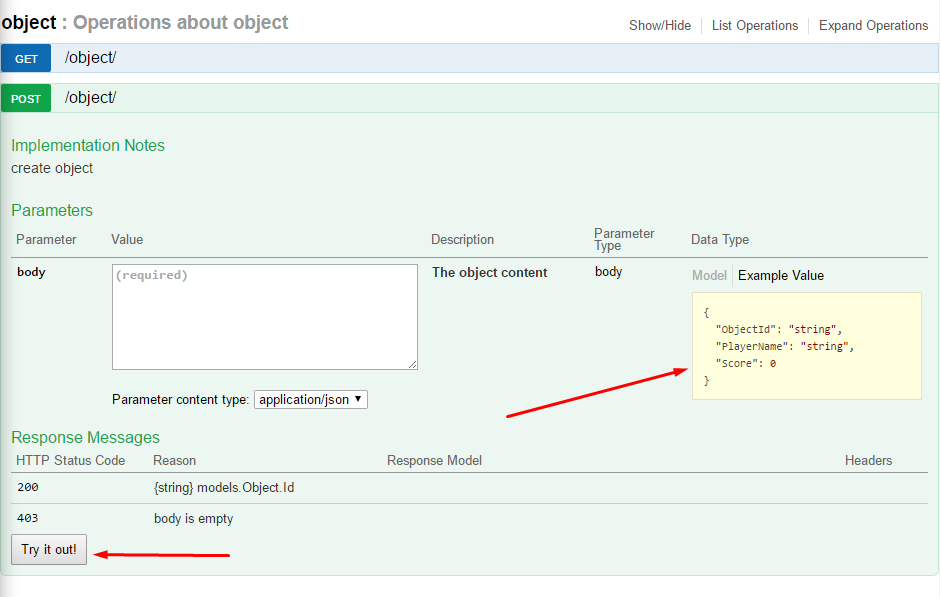 object : Operations about object
Show/Hide List Operations Expand Operations
GET /object/
POST /object/
Implementation Notes
create object
Parameters
Parameter Value Description Parameter Type Data Type
body (required) The object content body Model Example Value
{
"ObjectId": "string",
"PlayerName": "string",
"Score": 0
}
Parameter content type: application/json
Response Messages
HTTP Status Code Reason Response Model Headers
200 {string} models.Object.Id
403 body is empty
Try it out!